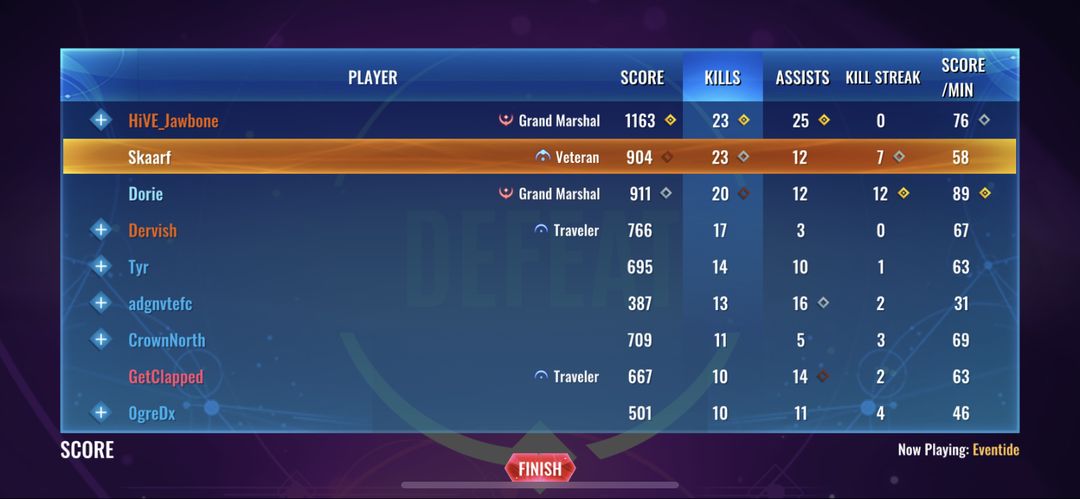 PLAYER SCORE KILLS ASSISTS KILL STREAK SCORE
/MIN
HiVE_Jawbone Grand Marshal 1163 23 25 0 76
Skaarf Veteran 904 23 12 7 58
Dorie Grand Marshal 911 20 12 12 89
Dervish Traveler 766 17 3 0 67
Tyr 695 14 10 1 63
adgnvtefc 387 13 16 2 31
CrownNorth 709 11 5 3 69
GetClapped Traveler 667 10 14 2 63
OgreDx 501 10 11 4 46
DEFEAT
SCORE
Now Playing: Eventide
FINISH